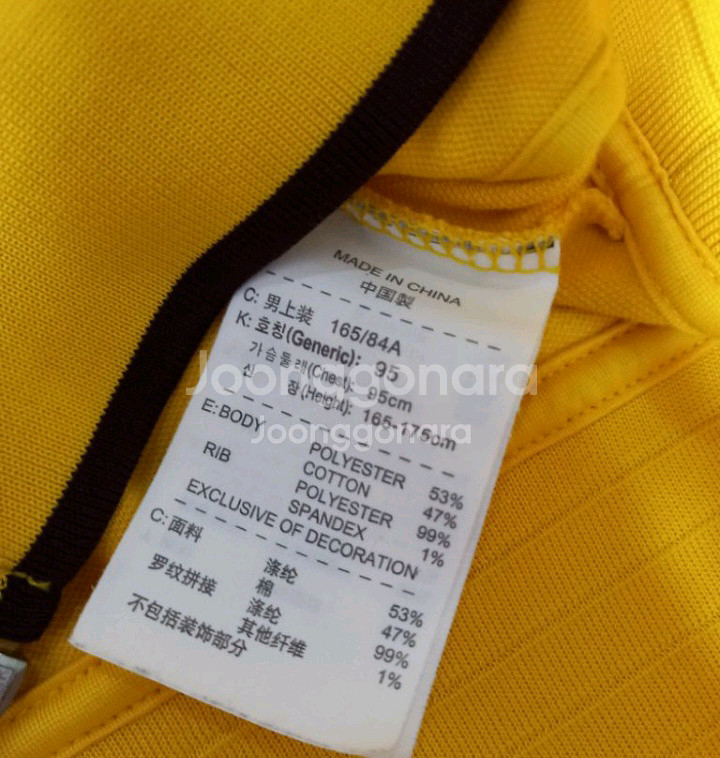 MADE IN CHINA
中国製
C: 男上装 165/84A
K: 호칭(Generic): 95
가슴둘레(Chest): 95cm
신 장(Height): 165-175cm
E: BODY POLYESTER 53%
COTTON 47%
RIB POLYESTER 99%
SPANDEX 1%
EXCLUSIVE OF DECORATION
C: 面料 涤纶 53%
棉 47%
罗纹拼接 涤纶 99%
其他纤维 1%
不包括装饰部分
Joonggonara
Joonggonara